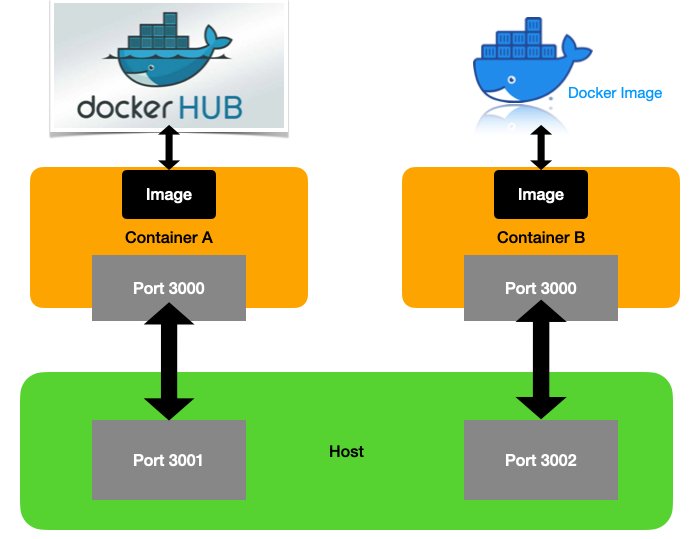 docker HUB
Docker Image
Image
Image
Container A
Container B
Port 3000
Port 3000
Host
Port 3001
Port 3002